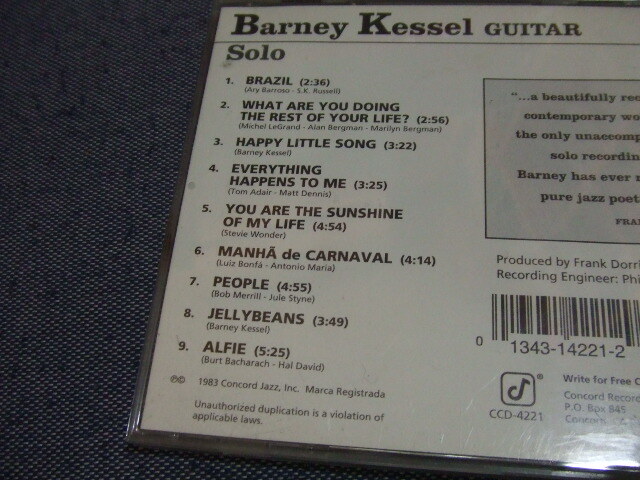 Barney Kessel GUITAR
Solo
1. BRAZIL (2:36)
(Ary Barroso - S.K. Russell)
2. WHAT ARE YOU DOING
THE REST OF YOUR LIFE? (2:56)
(Michel LeGrand - Alan Bergman - Marilyn Bergman)
3. HAPPY LITTLE SONG (3:22)
(Barney Kessel)
4. EVERYTHING
HAPPENS TO ME (3:25)
(Tom Adair - Matt Dennis)
5. YOU ARE THE SUNSHINE
OF MY LIFE (4:54)
(Stevie Wonder)
6. MANHÃ de CARNAVAL (4:14)
(Luiz Bonfá - Antonio Maria)
7. PEOPLE (4:55)
(Bob Merrill - Jule Styne)
8. JELLYBEANS (3:49)
(Barney Kessel)
9. ALFIE (5:25)
(Burt Bacharach - Hal David)
℗© 1983 Concord Jazz, Inc. Marca Registrada
Unauthorized duplication is a violation of
applicable laws.
"...a beautifully rec
contemporary wo
the only unaccomp
solo recordin
Barney has ever
pure jazz poet
FRA
Produced by Frank Dorri
Recording Engineer: Phi
0 13431-14221-2
CCD-4221
Write for Free C
Concord Record
P.O. Box 845
Concord, CA